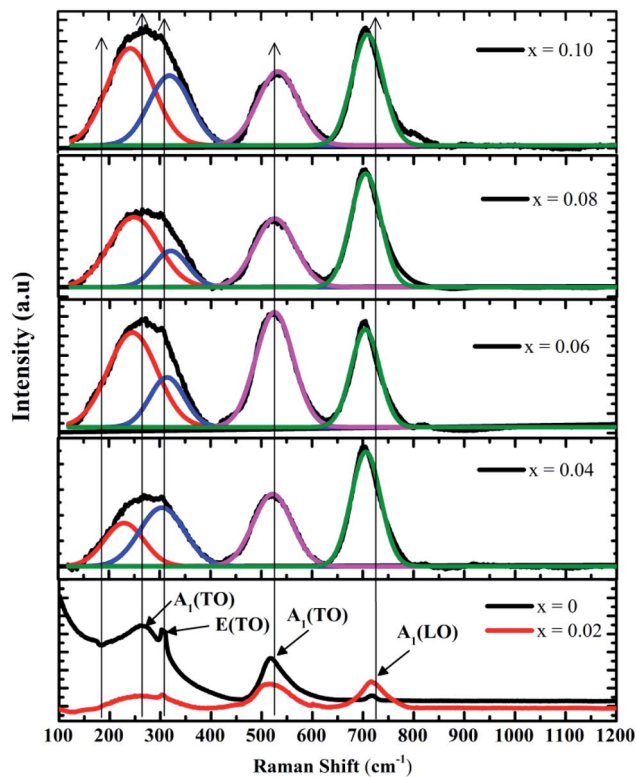 x = 0.10
x = 0.08
x = 0.06
x = 0.04
x = 0
x = 0.02
A₁(TO)
E(TO)
A₁(TO)
A₁(LO)
Intensity (a.u)
100 200 300 400 500 600 700 800 900 1000 1100 1200
Raman Shift (cm⁻¹)